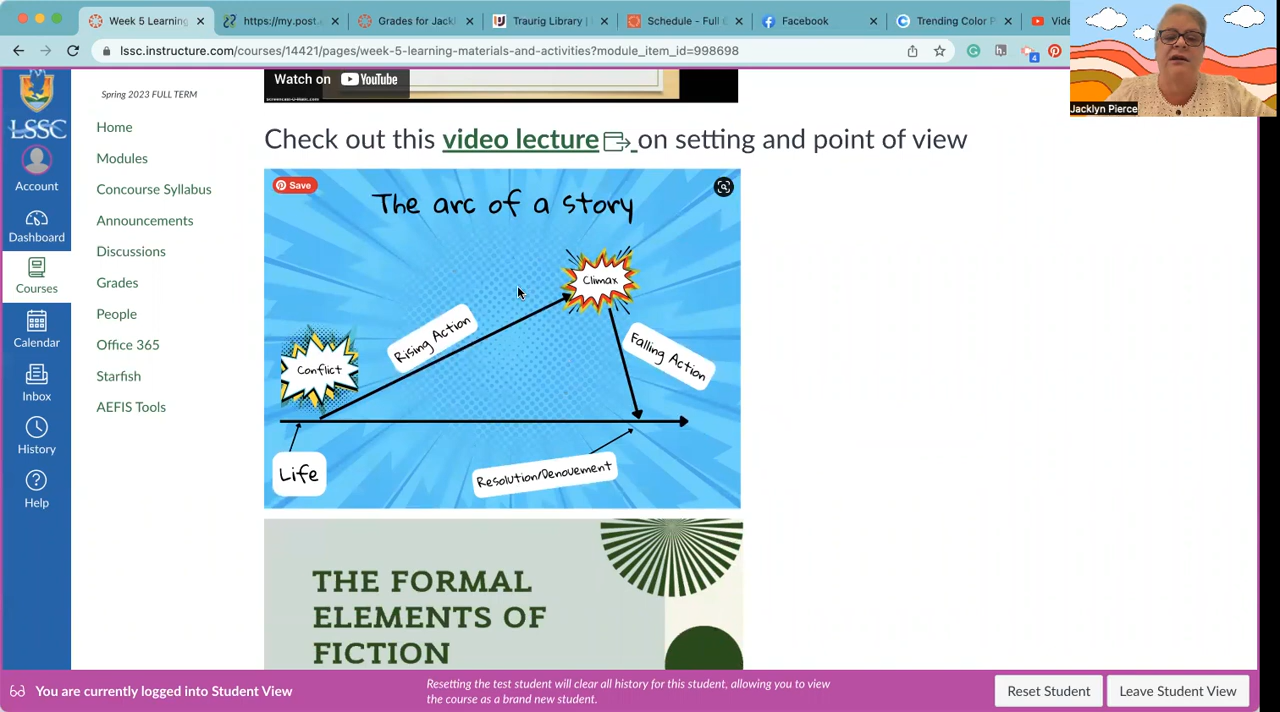 Week 5 Learning
https://my.post.
Grades for Jackl
Traurig Library |
Schedule - Full
Facebook
Trending Color P
Vide
lssc.instructure.com/courses/14421/pages/week-5-learning-materials-and-activities?module_item_id=998698
4
Jacklyn Pierce
LSSC
Account
Dashboard
Courses
Calendar
Inbox
History
Help
Spring 2023 FULL TERM
Home
Modules
Concourse Syllabus
Announcements
Discussions
Grades
People
Office 365
Starfish
AEFIS Tools
Watch on YouTube
Check out this video lecture on setting and point of view
Save
The arc of a story
Climax
Rising Action
Falling Action
Conflict
Life
Resolution/Denouement
THE FORMAL
ELEMENTS OF
FICTION
You are currently logged into Student View
Resetting the test student will clear all history for this student, allowing you to view
the course as a brand new student.
Reset Student
Leave Student View